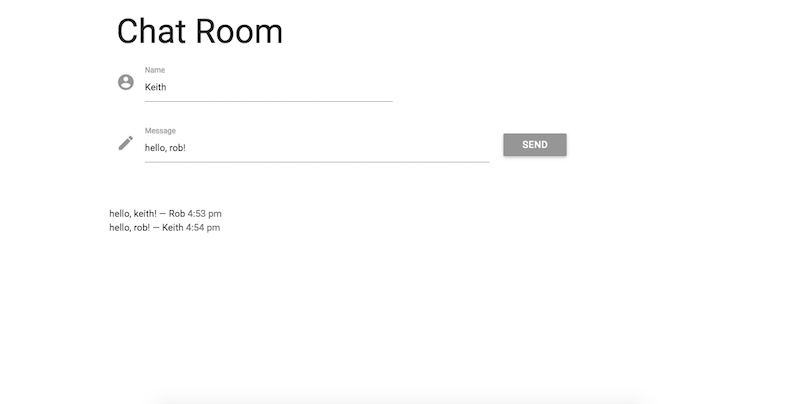 Chat Room
Name
Keith
Message
hello, rob!
SEND
hello, keith! — Rob 4:53 pm
hello, rob! — Keith 4:54 pm